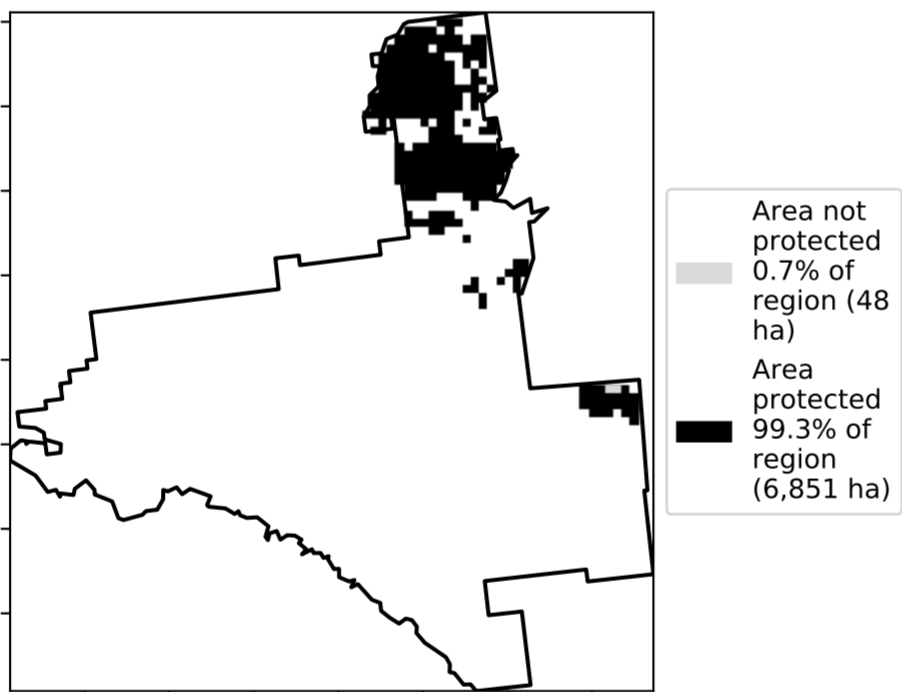 Area not
protected
0.7% of
region (48
ha)
Area
protected
99.3% of
region
(6,851 ha)